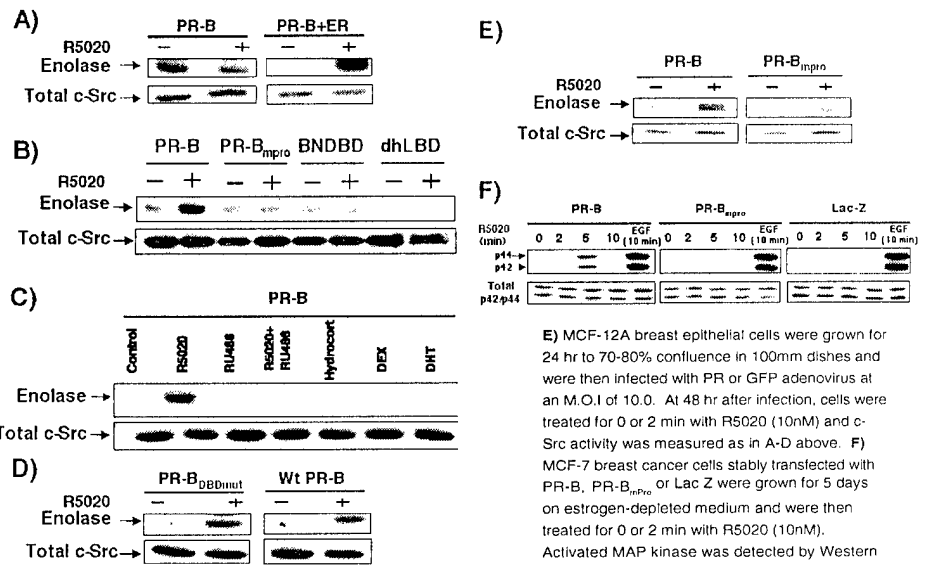 A)
PR-B PR-B+ER
R5020 − + − +
Enolase
Total c-Src
B)
PR-B PR-Bmpro BNDBD dhLBD
R5020 − + − + − + − +
Enolase
Total c-Src
C)
PR-B
Control R5020 RU486 R5020+ RU486 Hydrocort DEX DHT
Enolase
Total c-Src
D)
PR-BDBDmut Wt PR-B
R5020 − + − +
Enolase
Total c-Src
E)
PR-B PR-Bmpro
R5020 − + − +
Enolase
Total c-Src
F)
PR-B PR-Bmpro Lac-Z
R5020 (min) 0 2 5 10 EGF (10 min) 0 2 5 10 EGF (10 min) 0 2 5 10 EGF (10 min)
p44
p42
Total
p42/p44
E) MCF-12A breast epithelial cells were grown for
24 hr to 70-80% confluence in 100mm dishes and
were then infected with PR or GFP adenovirus at
an M.O.I of 10.0. At 48 hr after infection, cells were
treated for 0 or 2 min with R5020 (10nM) and c-
Src activity was measured as in A-D above. F)
MCF-7 breast cancer cells stably transfected with
PR-B, PR-BmPro or Lac Z were grown for 5 days
on estrogen-depleted medium and were then
treated for 0 or 2 min with R5020 (10nM).
Activated MAP kinase was detected by Western